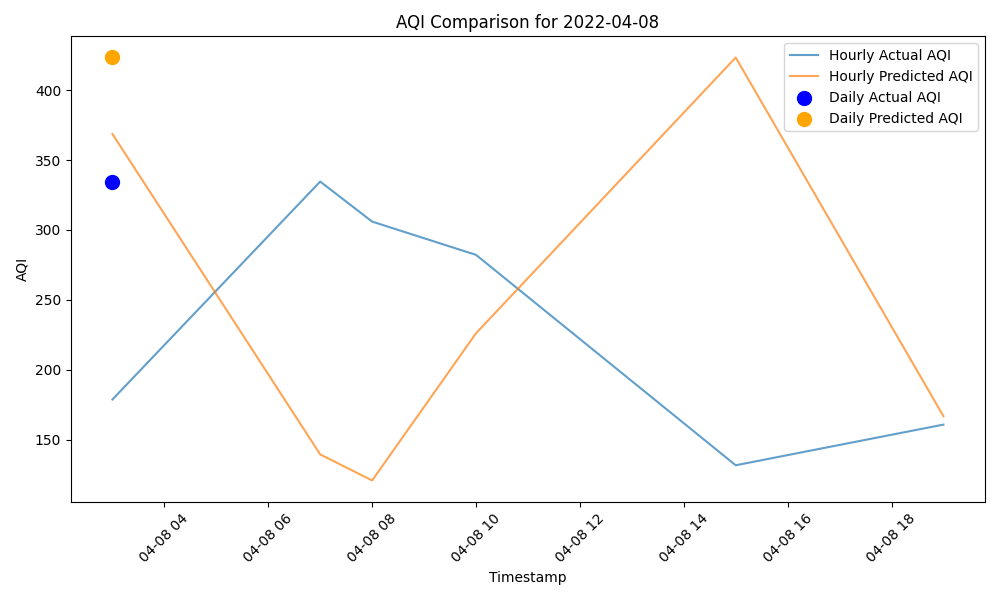 AQI Comparison for 2022-04-08
Hourly Actual AQI
Hourly Predicted AQI
Daily Actual AQI
Daily Predicted AQI
AQI
400
350
300
250
200
150
04-08 04
04-08 06
04-08 08
04-08 10
04-08 12
04-08 14
04-08 16
04-08 18
Timestamp